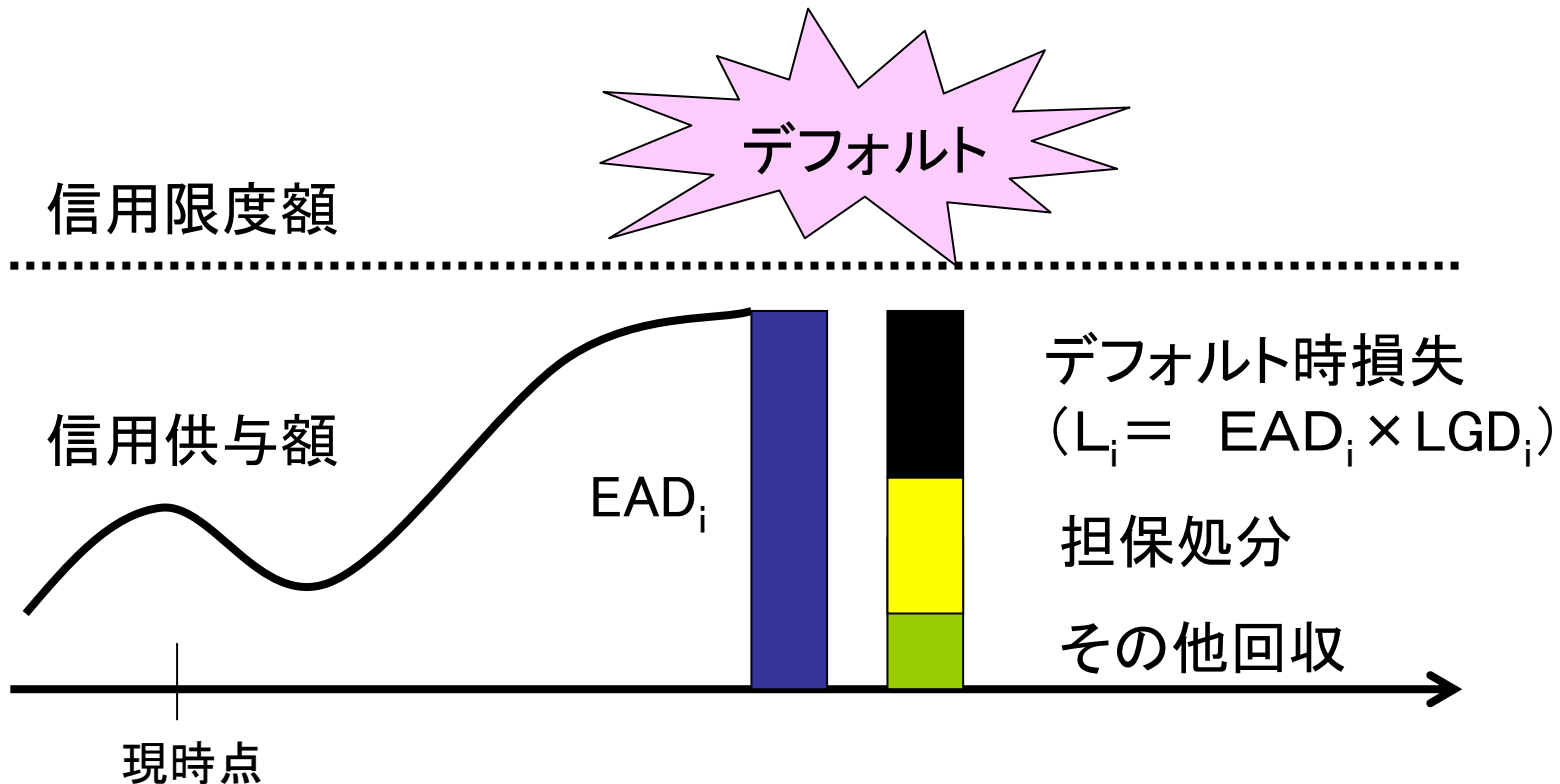 デフォルト
信用限度額
デフォルト時損失
（Lᵢ＝　EADᵢ×LGDᵢ）
信用供与額
EADᵢ
担保処分
その他回収
現時点